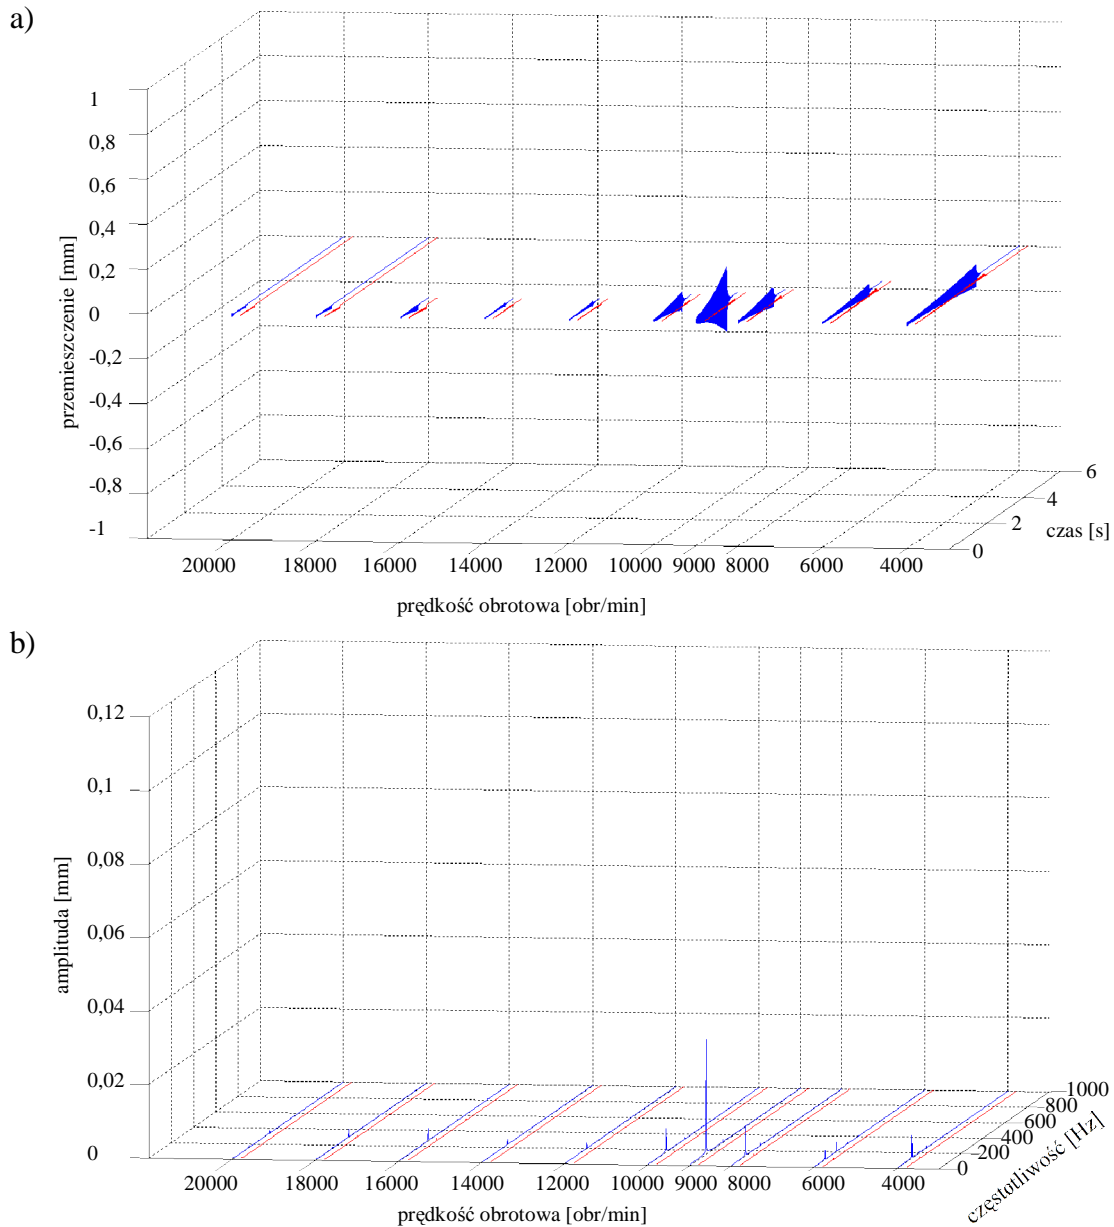 a)
1
0,8
0,6
0,4
0,2
0
-0,2
-0,4
-0,6
-0,8
-1
przemieszczenie [mm]
20000 18000 16000 14000 12000 10000 9000 8000 6000 4000
prędkość obrotowa [obr/min]
6
4
2
0
czas [s]
b)
0,12
0,1
0,08
0,06
0,04
0,02
0
amplituda [mm]
20000 18000 16000 14000 12000 10000 9000 8000 6000 4000
prędkość obrotowa [obr/min]
1000
800
600
400
200
0
częstotliwość [Hz]